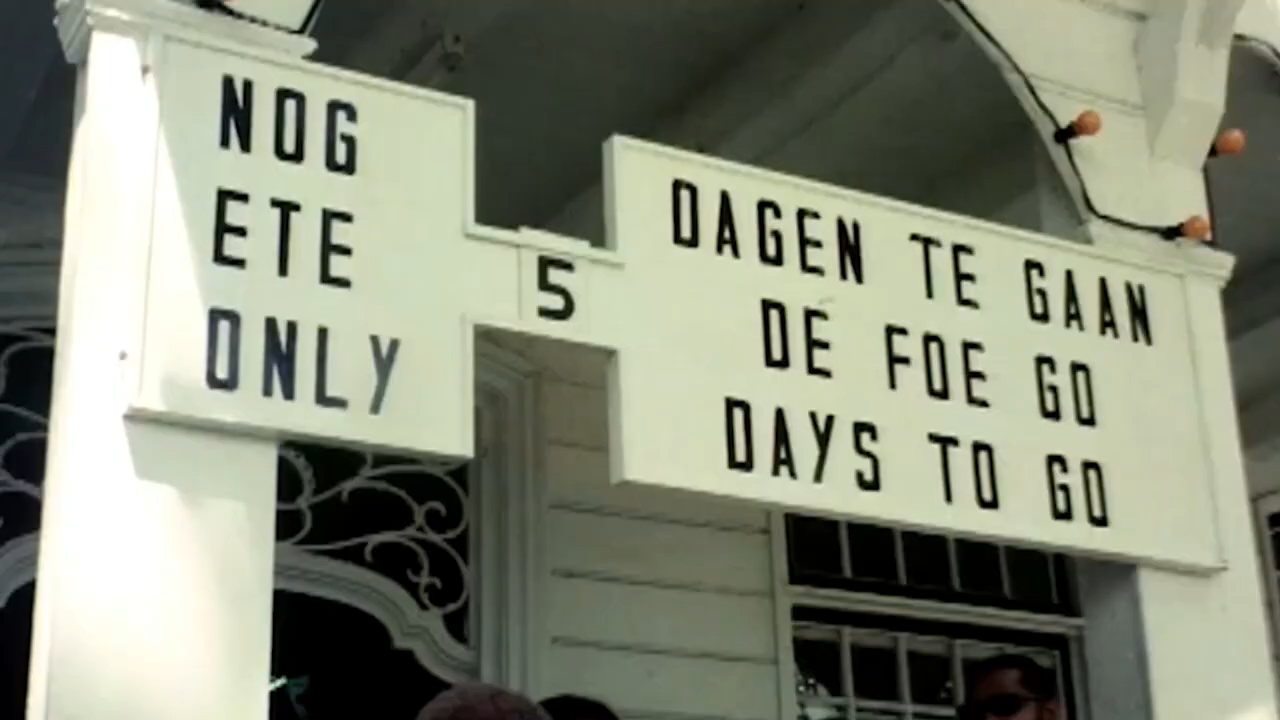 NOG
ETE
ONLY
5
DAGEN TE GAAN
DE FOE GO
DAYS TO GO